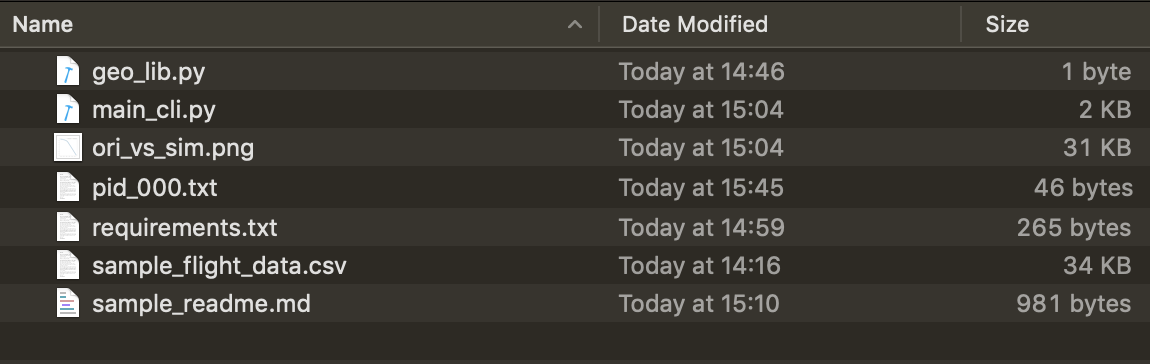 Name Date Modified Size
geo_lib.py Today at 14:46 1 byte
main_cli.py Today at 15:04 2 KB
ori_vs_sim.png Today at 15:04 31 KB
pid_000.txt Today at 15:45 46 bytes
requirements.txt Today at 14:59 265 bytes
sample_flight_data.csv Today at 14:16 34 KB
sample_readme.md Today at 15:10 981 bytes